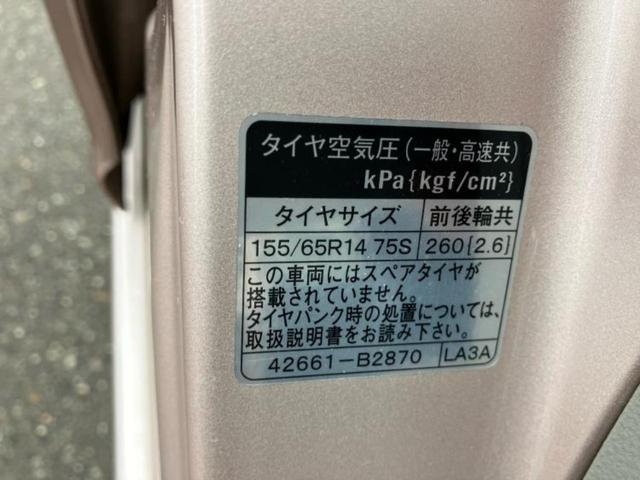 タイヤ空気圧(一般・高速共)
kPa{kgf/cm²}
タイヤサイズ 前後輪共
155/65R14 75S 260{2.6}
この車両にはスペアタイヤが
搭載されていません。
タイヤパンク時の処置については、
取扱説明書をお読み下さい。
42661-B2870 LA3A